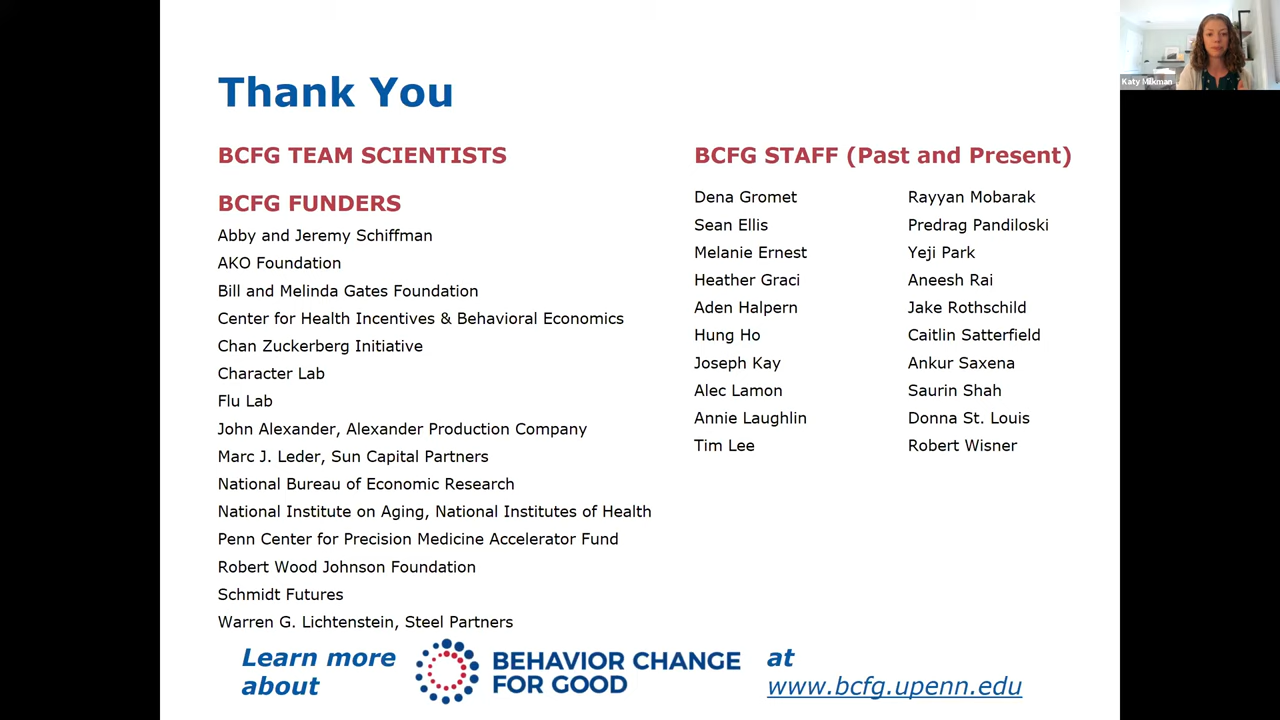 Thank You
BCFG TEAM SCIENTISTS
BCFG FUNDERS
Abby and Jeremy Schiffman
AKO Foundation
Bill and Melinda Gates Foundation
Center for Health Incentives & Behavioral Economics
Chan Zuckerberg Initiative
Character Lab
Flu Lab
John Alexander, Alexander Production Company
Marc J. Leder, Sun Capital Partners
National Bureau of Economic Research
National Institute on Aging, National Institutes of Health
Penn Center for Precision Medicine Accelerator Fund
Robert Wood Johnson Foundation
Schmidt Futures
Warren G. Lichtenstein, Steel Partners
BCFG STAFF (Past and Present)
Dena Gromet
Sean Ellis
Melanie Ernest
Heather Graci
Aden Halpern
Hung Ho
Joseph Kay
Alec Lamon
Annie Laughlin
Tim Lee
Rayyan Mobarak
Predrag Pandiloski
Yeji Park
Aneesh Rai
Jake Rothschild
Caitlin Satterfield
Ankur Saxena
Saurin Shah
Donna St. Louis
Robert Wisner
Learn more
about
BEHAVIOR CHANGE
FOR GOOD
at
www.bcfg.upenn.edu
Katy Milkman